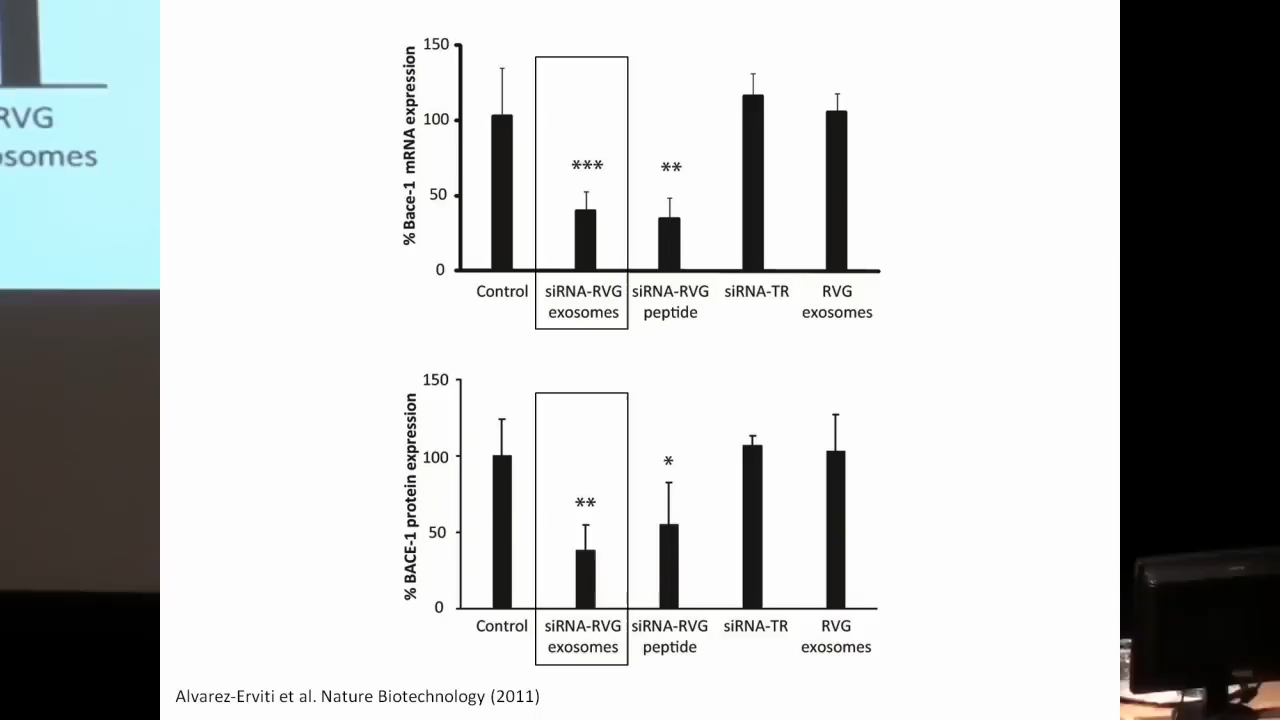 RVG
150
100
50
0
% Bace-1 mRNA expression
***
**
Control
siRNA-RVG exosomes
siRNA-RVG peptide
siRNA-TR
RVG exosomes
150
100
50
0
% BACE-1 protein expression
**
*
Control
siRNA-RVG exosomes
siRNA-RVG peptide
siRNA-TR
RVG exosomes
Alvarez-Erviti et al. Nature Biotechnology (2011)